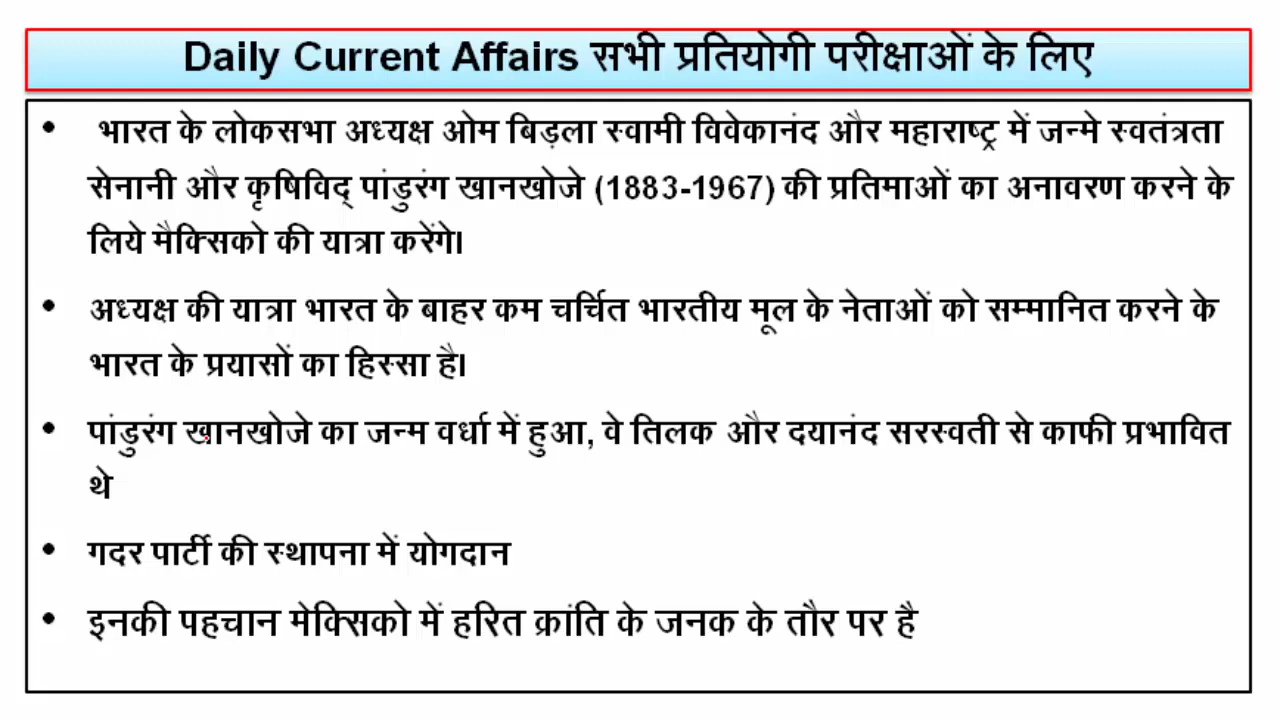 Daily Current Affairs सभी प्रतियोगी परीक्षाओं के लिए
• भारत के लोकसभा अध्यक्ष ओम बिड़ला स्वामी विवेकानंद और महाराष्ट्र में जन्मे स्वतंत्रता
सेनानी और कृषिविद् पांडुरंग खानखोजे (1883-1967) की प्रतिमाओं का अनावरण करने के
लिये मैक्सिको की यात्रा करेंगे।
• अध्यक्ष की यात्रा भारत के बाहर कम चर्चित भारतीय मूल के नेताओं को सम्मानित करने के
भारत के प्रयासों का हिस्सा है।
• पांडुरंग खानखोजे का जन्म वर्धा में हुआ, वे तिलक और दयानंद सरस्वती से काफी प्रभावित
थे
• गदर पार्टी की स्थापना में योगदान
• इनकी पहचान मेक्सिको में हरित क्रांति के जनक के तौर पर है